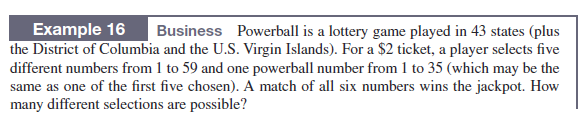 Example 16 Business Powerball is a lottery game played in 43 states (plus
the District of Columbia and the U.S. Virgin Islands). For a $2 ticket, a player selects five
different numbers from 1 to 59 and one powerball number from 1 to 35 (which may be the
same as one of the first five chosen). A match of all six numbers wins the jackpot. How
many different selections are possible?